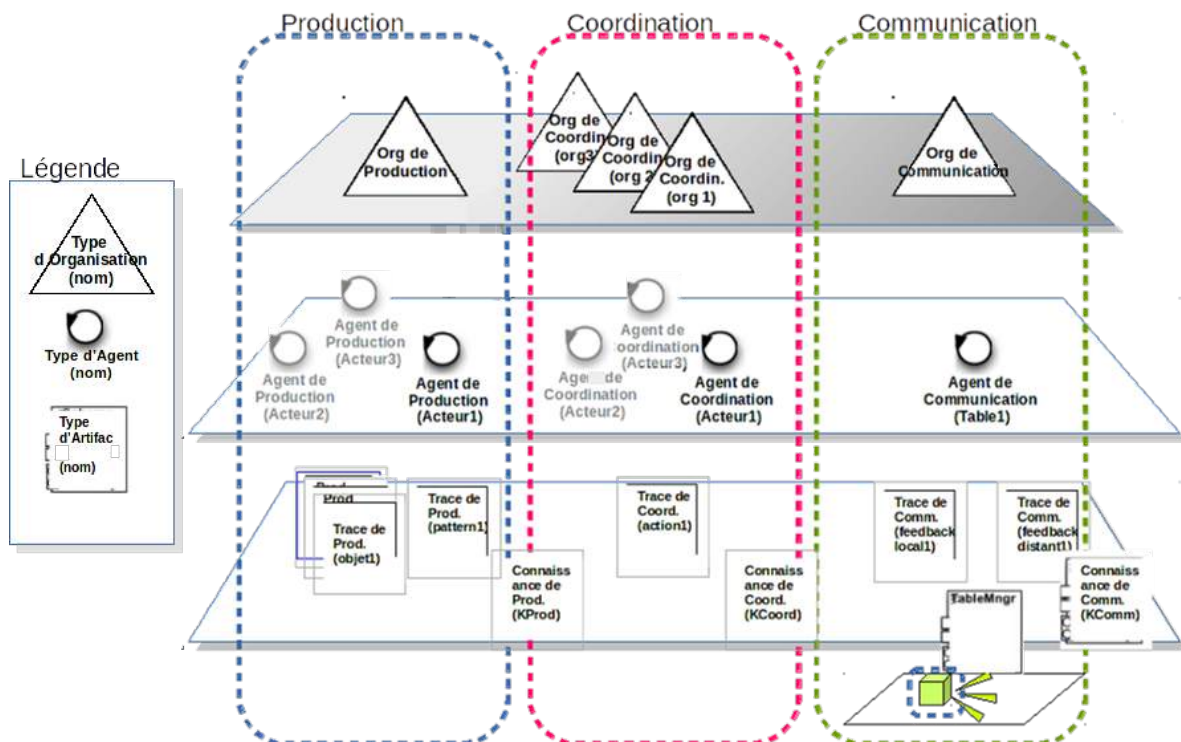 Production
Coordination
Communication
Légende
Type
d Organisation
(nom)
Type d'Agent
(nom)
Type
d'Artifac
(nom)
Org de
Production
Org de
Coordin
(org3)
Org de
Coordin
(org 2)
Org de
Coordin.
(org 1)
Org de
Communication
Agent de
Production
(Acteur3)
Agent de
Production
(Acteur2)
Agent de
Production
(Acteur1)
Agent de
oordination
(Acteur3)
Agen de
Coordination
(Acteur2)
Agent de
Coordination
(Acteur1)
Agent de
Communication
(Table1)
Prod
Trace de
Prod.
(objet1)
Trace de
Prod.
(pattern1)
Connaiss
ance de
Prod.
(KProd)
Trace de
Coord.
(action1)
Connaiss
ance de
Coord.
(KCoord)
Trace de
Comm.
(feedback
local1)
Trace de
Comm.
(feedback
distant1)
Connaiss
ance de
Comm.
(KComm)
TableMngr